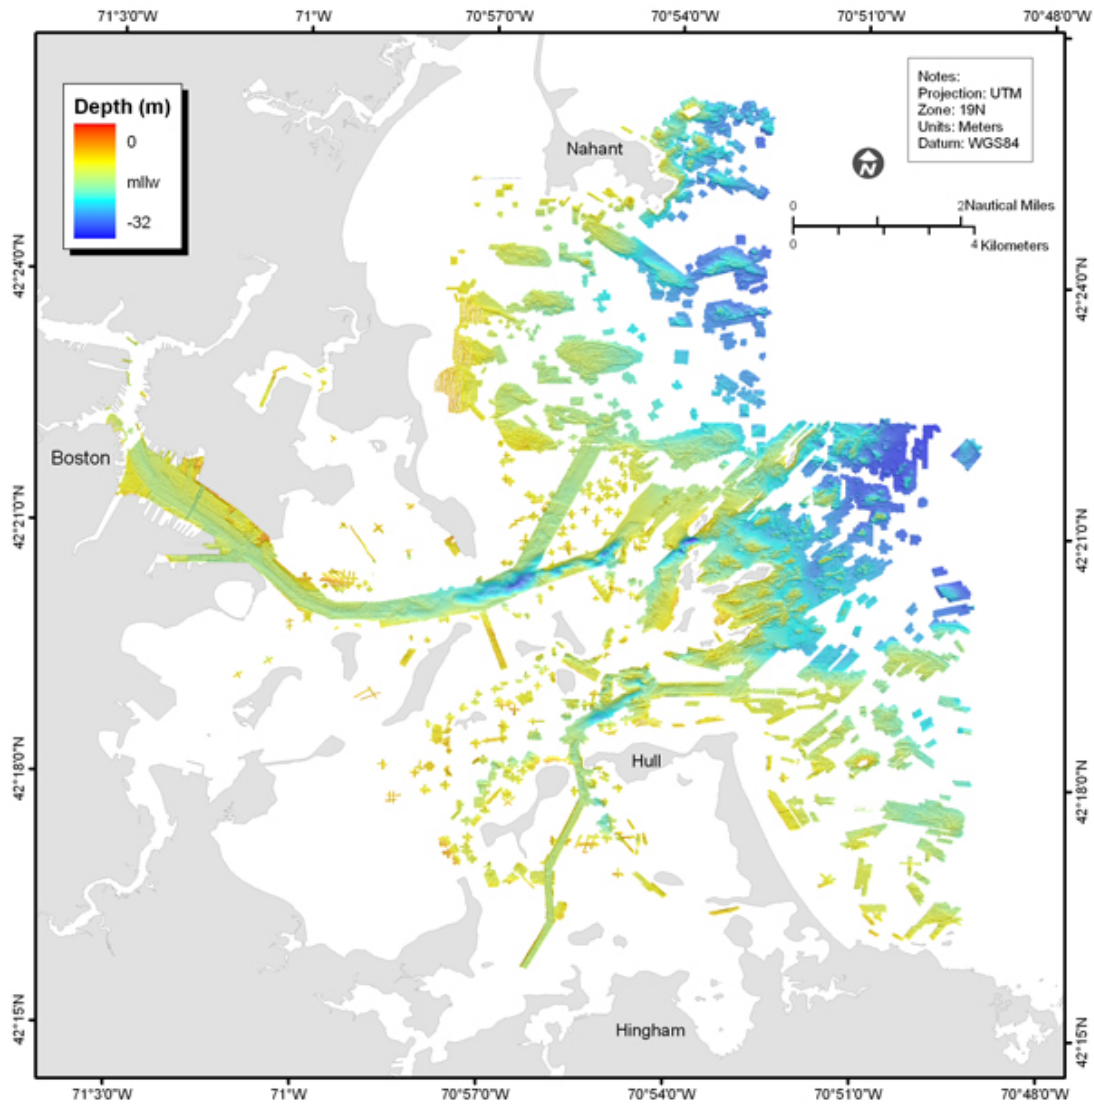 71°3'0"W 71°W 70°57'0"W 70°54'0"W 70°51'0"W 70°48'0"W
Depth (m)
0
mllw
-32
Notes:
Projection: UTM
Zone: 19N
Units: Meters
Datum: WGS84
Nahant
N
0 2Nautical Miles
0 4 Kilometers
42°24'0"N
42°24'0"N
Boston
42°21'0"N
42°21'0"N
Hull
42°18'0"N
42°18'0"N
Hingham
42°15'N
42°15'N
71°3'0"W 71°W 70°57'0"W 70°54'0"W 70°51'0"W 70°48'0"W